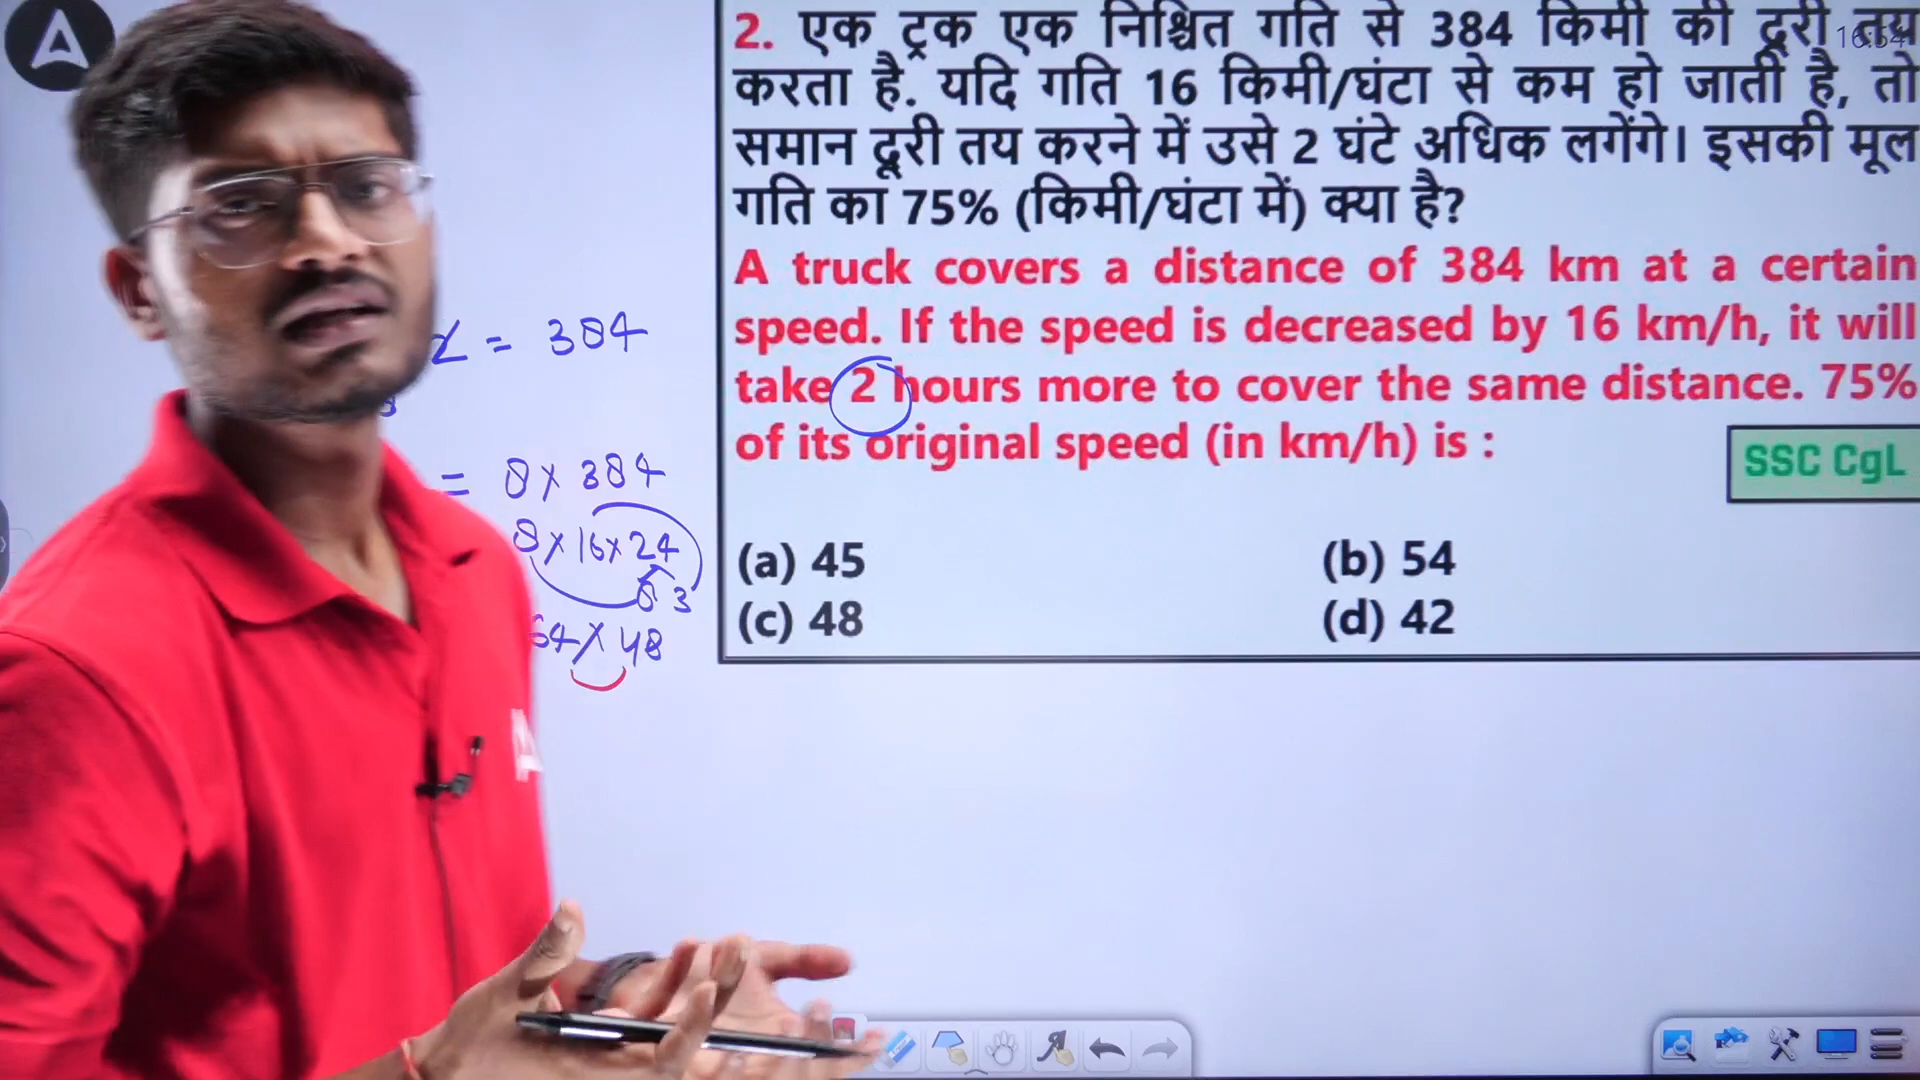 2. एक ट्रक एक निश्चित गति से 384 किमी की दूरी तय
करता है. यदि गति 16 किमी/घंटा से कम हो जाती है, तो
समान दूरी तय करने में उसे 2 घंटे अधिक लगेंगे। इसकी मूल
गति का 75% (किमी/घंटा में) क्या है?
A truck covers a distance of 384 km at a certain
speed. If the speed is decreased by 16 km/h, it will
take 2 hours more to cover the same distance. 75%
of its original speed (in km/h) is :
SSC CgL
(a) 45 (b) 54
(c) 48 (d) 42
= 384
= 8 x 384
8 x 16 x 24
8 3
64 x 48